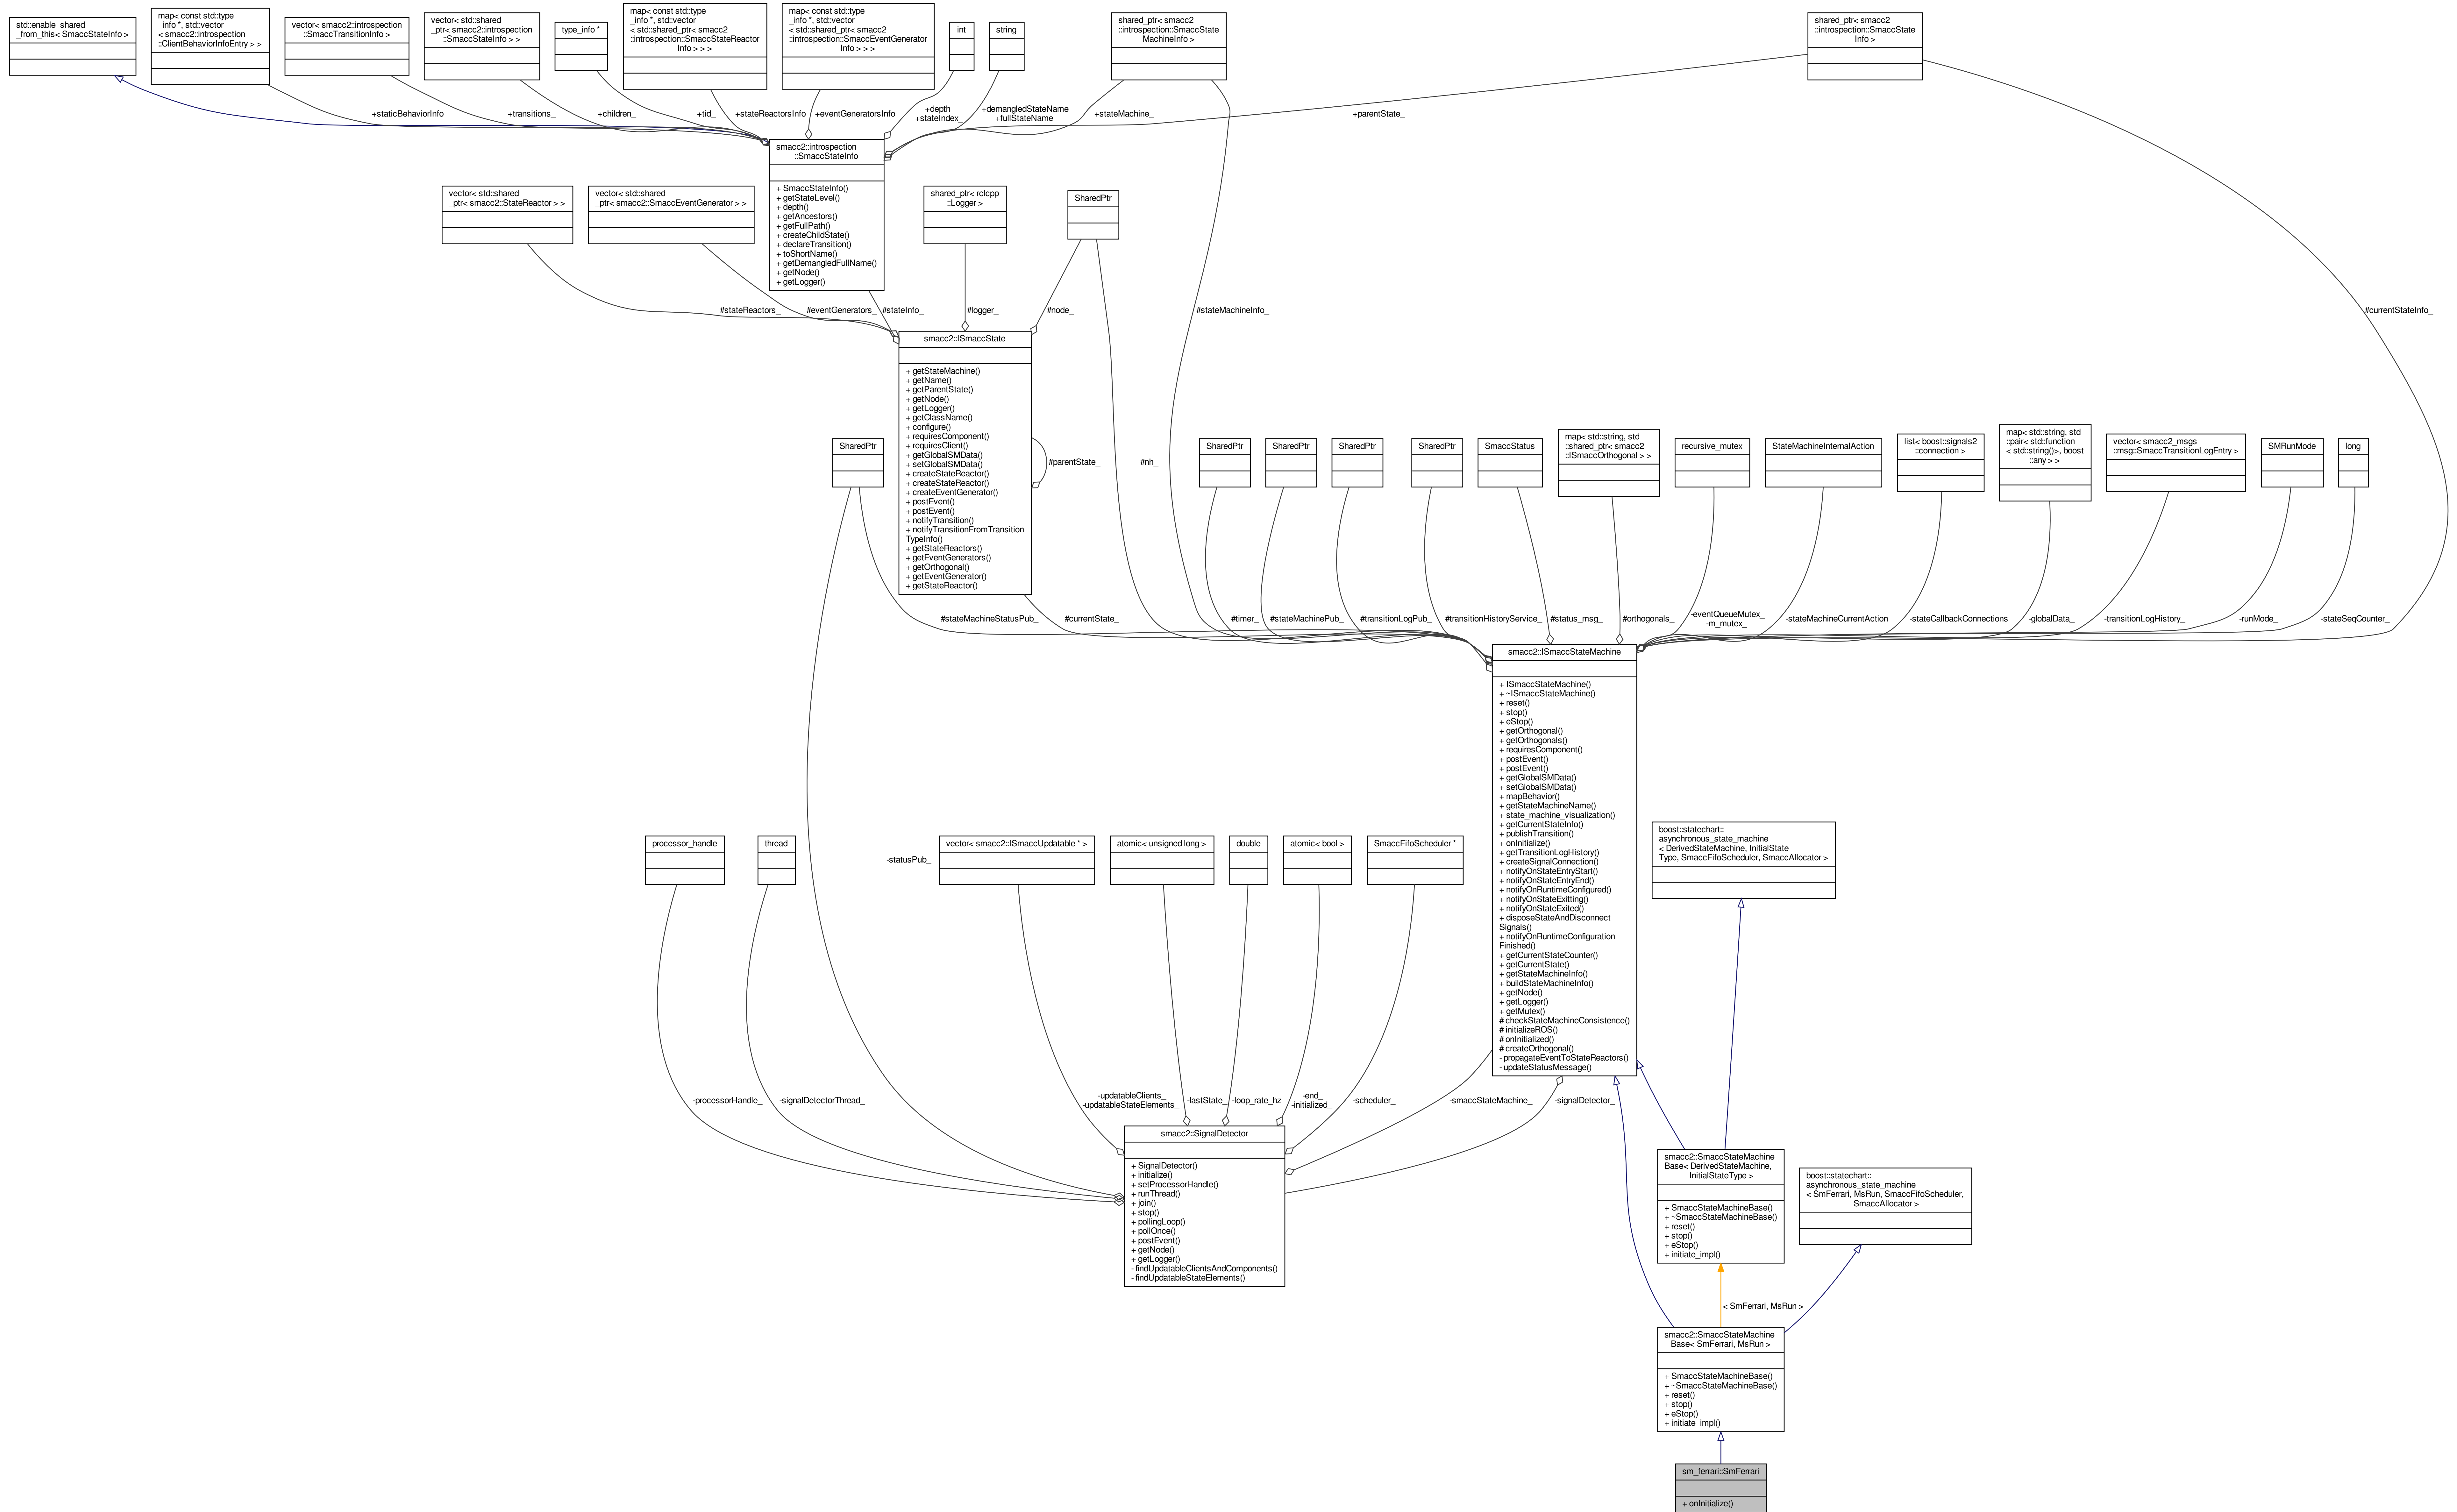 std::enable_shared
_from_this< SmaccStateInfo >
map< const std::type
_info *, std::vector
< smacc2::introspection
::ClientBehaviorInfoEntry > >
vector< smacc2::introspection
::SmaccTransitionInfo >
vector< std::shared
_ptr< smacc2::introspection
::SmaccStateInfo > >
type_info *
map< const std::type
_info *, std::vector
< std::shared_ptr< smacc2
::introspection::SmaccStateReactor
Info > > >
map< const std::type
_info *, std::vector
< std::shared_ptr< smacc2
::introspection::SmaccEventGenerator
Info > > >
int
string
shared_ptr< smacc2
::introspection::SmaccState
MachineInfo >
shared_ptr< smacc2
::introspection::SmaccState
Info >
+staticBehaviorInfo
+transitions_
+children_
+tid_
+stateReactorsInfo
+eventGeneratorsInfo
+depth_
+stateIndex_
+demangledStateName
+fullStateName
+stateMachine_
+parentState_
smacc2::introspection
::SmaccStateInfo
+ SmaccStateInfo()
+ getStateLevel()
+ depth()
+ getAncestors()
+ getFullPath()
+ createChildState()
+ declareTransition()
+ toShortName()
+ getDemangledFullName()
+ getNode()
+ getLogger()
vector< std::shared
_ptr< smacc2::StateReactor > >
vector< std::shared
_ptr< smacc2::SmaccEventGenerator > >
shared_ptr< rclcpp
::Logger >
SharedPtr
#stateReactors_
#eventGenerators_
#stateInfo_
#logger_
#node_
#stateMachineInfo_
#currentStateInfo_
smacc2::ISmaccState
+ getStateMachine()
+ getName()
+ getParentState()
+ getNode()
+ getLogger()
+ getClassName()
+ configure()
+ requiresComponent()
+ requiresClient()
+ getGlobalSMData()
+ setGlobalSMData()
+ createStateReactor()
+ createStateReactor()
+ createEventGenerator()
+ postEvent()
+ postEvent()
+ notifyTransition()
+ notifyTransitionFromTransition
TypeInfo()
+ getStateReactors()
+ getEventGenerators()
+ getOrthogonal()
+ getEventGenerator()
+ getStateReactor()
#parentState_
#nh_
SharedPtr
SharedPtr
SharedPtr
SharedPtr
SharedPtr
SmaccStatus
map< std::string, std
::shared_ptr< smacc2
::ISmaccOrthogonal > >
recursive_mutex
StateMachineInternalAction
list< boost::signals2
::connection >
map< std::string, std
::pair< std::function
< std::string()>, boost
::any > >
vector< smacc2_msgs
::msg::SmaccTransitionLogEntry >
SMRunMode
long
#stateMachineStatusPub_
#currentState_
#timer_
#stateMachinePub_
#transitionLogPub_
#transitionHistoryService_
#status_msg_
#orthogonals_
-eventQueueMutex_
-m_mutex_
-stateMachineCurrentAction
-stateCallbackConnections
-globalData_
-transitionLogHistory_
-runMode_
-stateSeqCounter_
smacc2::ISmaccStateMachine
+ ISmaccStateMachine()
+ ~ISmaccStateMachine()
+ reset()
+ stop()
+ eStop()
+ getOrthogonal()
+ getOrthogonals()
+ requiresComponent()
+ postEvent()
+ postEvent()
+ getGlobalSMData()
+ setGlobalSMData()
+ mapBehavior()
+ getStateMachineName()
+ state_machine_visualization()
+ getCurrentStateInfo()
+ publishTransition()
+ onInitialize()
+ getTransitionLogHistory()
+ createSignalConnection()
+ notifyOnStateEntryStart()
+ notifyOnStateEntryEnd()
+ notifyOnRuntimeConfigured()
+ notifyOnStateExitting()
+ notifyOnStateExited()
+ disposeStateAndDisconnect
Signals()
+ notifyOnRuntimeConfiguration
Finished()
+ getCurrentStateCounter()
+ getCurrentState()
+ getStateMachineInfo()
+ buildStateMachineInfo()
+ getNode()
+ getLogger()
+ getMutex()
# checkStateMachineConsistence()
# initializeROS()
# onInitialized()
# createOrthogonal()
- propagateEventToStateReactors()
- updateStatusMessage()
processor_handle
thread
-statusPub_
vector< smacc2::ISmaccUpdatable * >
atomic< unsigned long >
double
atomic< bool >
SmaccFifoScheduler *
boost::statechart::
asynchronous_state_machine
< DerivedStateMachine, InitialState
Type, SmaccFifoScheduler, SmaccAllocator >
-processorHandle_
-signalDetectorThread_
-updatableClients_
-updatableStateElements_
-lastState_
-loop_rate_hz
-end_
-initialized_
-scheduler_
-smaccStateMachine_
-signalDetector_
smacc2::SignalDetector
+ SignalDetector()
+ initialize()
+ setProcessorHandle()
+ runThread()
+ join()
+ stop()
+ pollingLoop()
+ pollOnce()
+ postEvent()
+ getNode()
+ getLogger()
- findUpdatableClientsAndComponents()
- findUpdatableStateElements()
smacc2::SmaccStateMachine
Base< DerivedStateMachine,
InitialStateType >
+ SmaccStateMachineBase()
+ ~SmaccStateMachineBase()
+ reset()
+ stop()
+ eStop()
+ initiate_impl()
boost::statechart::
asynchronous_state_machine
< SmFerrari, MsRun, SmaccFifoScheduler,
SmaccAllocator >
< SmFerrari, MsRun >
smacc2::SmaccStateMachine
Base< SmFerrari, MsRun >
+ SmaccStateMachineBase()
+ ~SmaccStateMachineBase()
+ reset()
+ stop()
+ eStop()
+ initiate_impl()
sm_ferrari::SmFerrari
+ onInitialize()